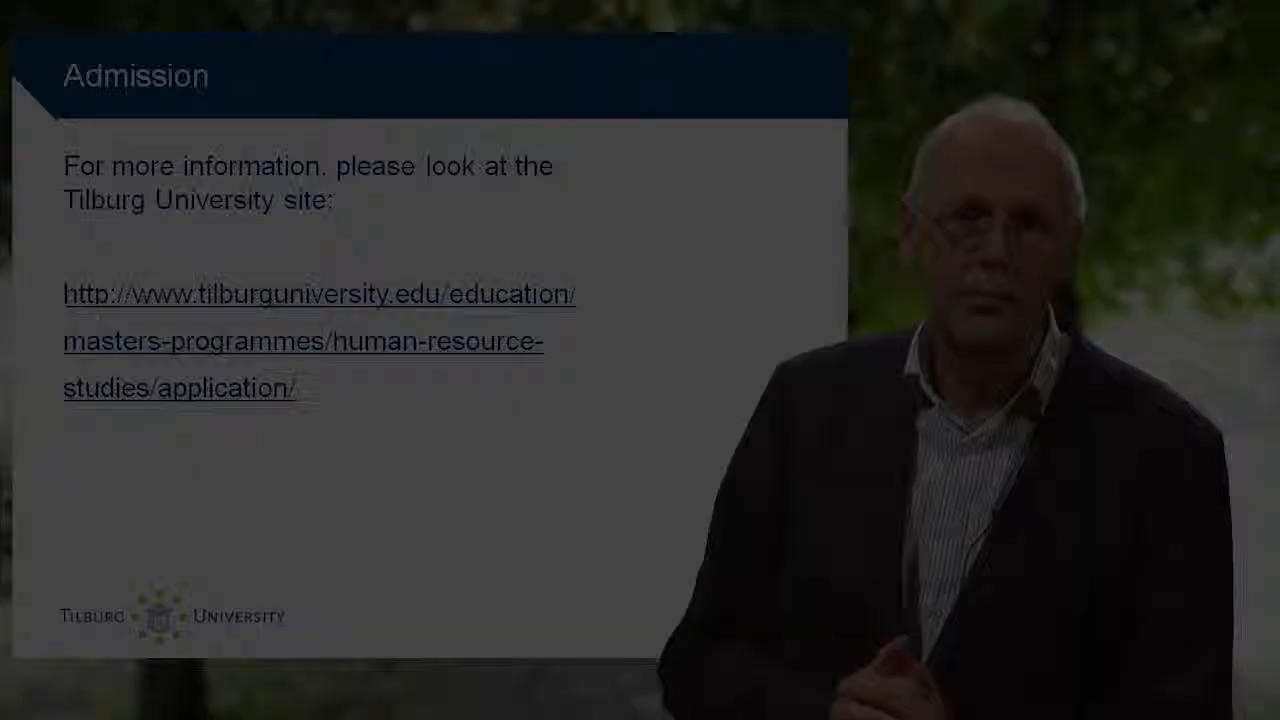 Admission
For more information, please look at the
Tilburg University site:
http://www.tilburguniversity.edu/education/
masters-programmes/human-resource-
studies/application/
TILBURG UNIVERSITY